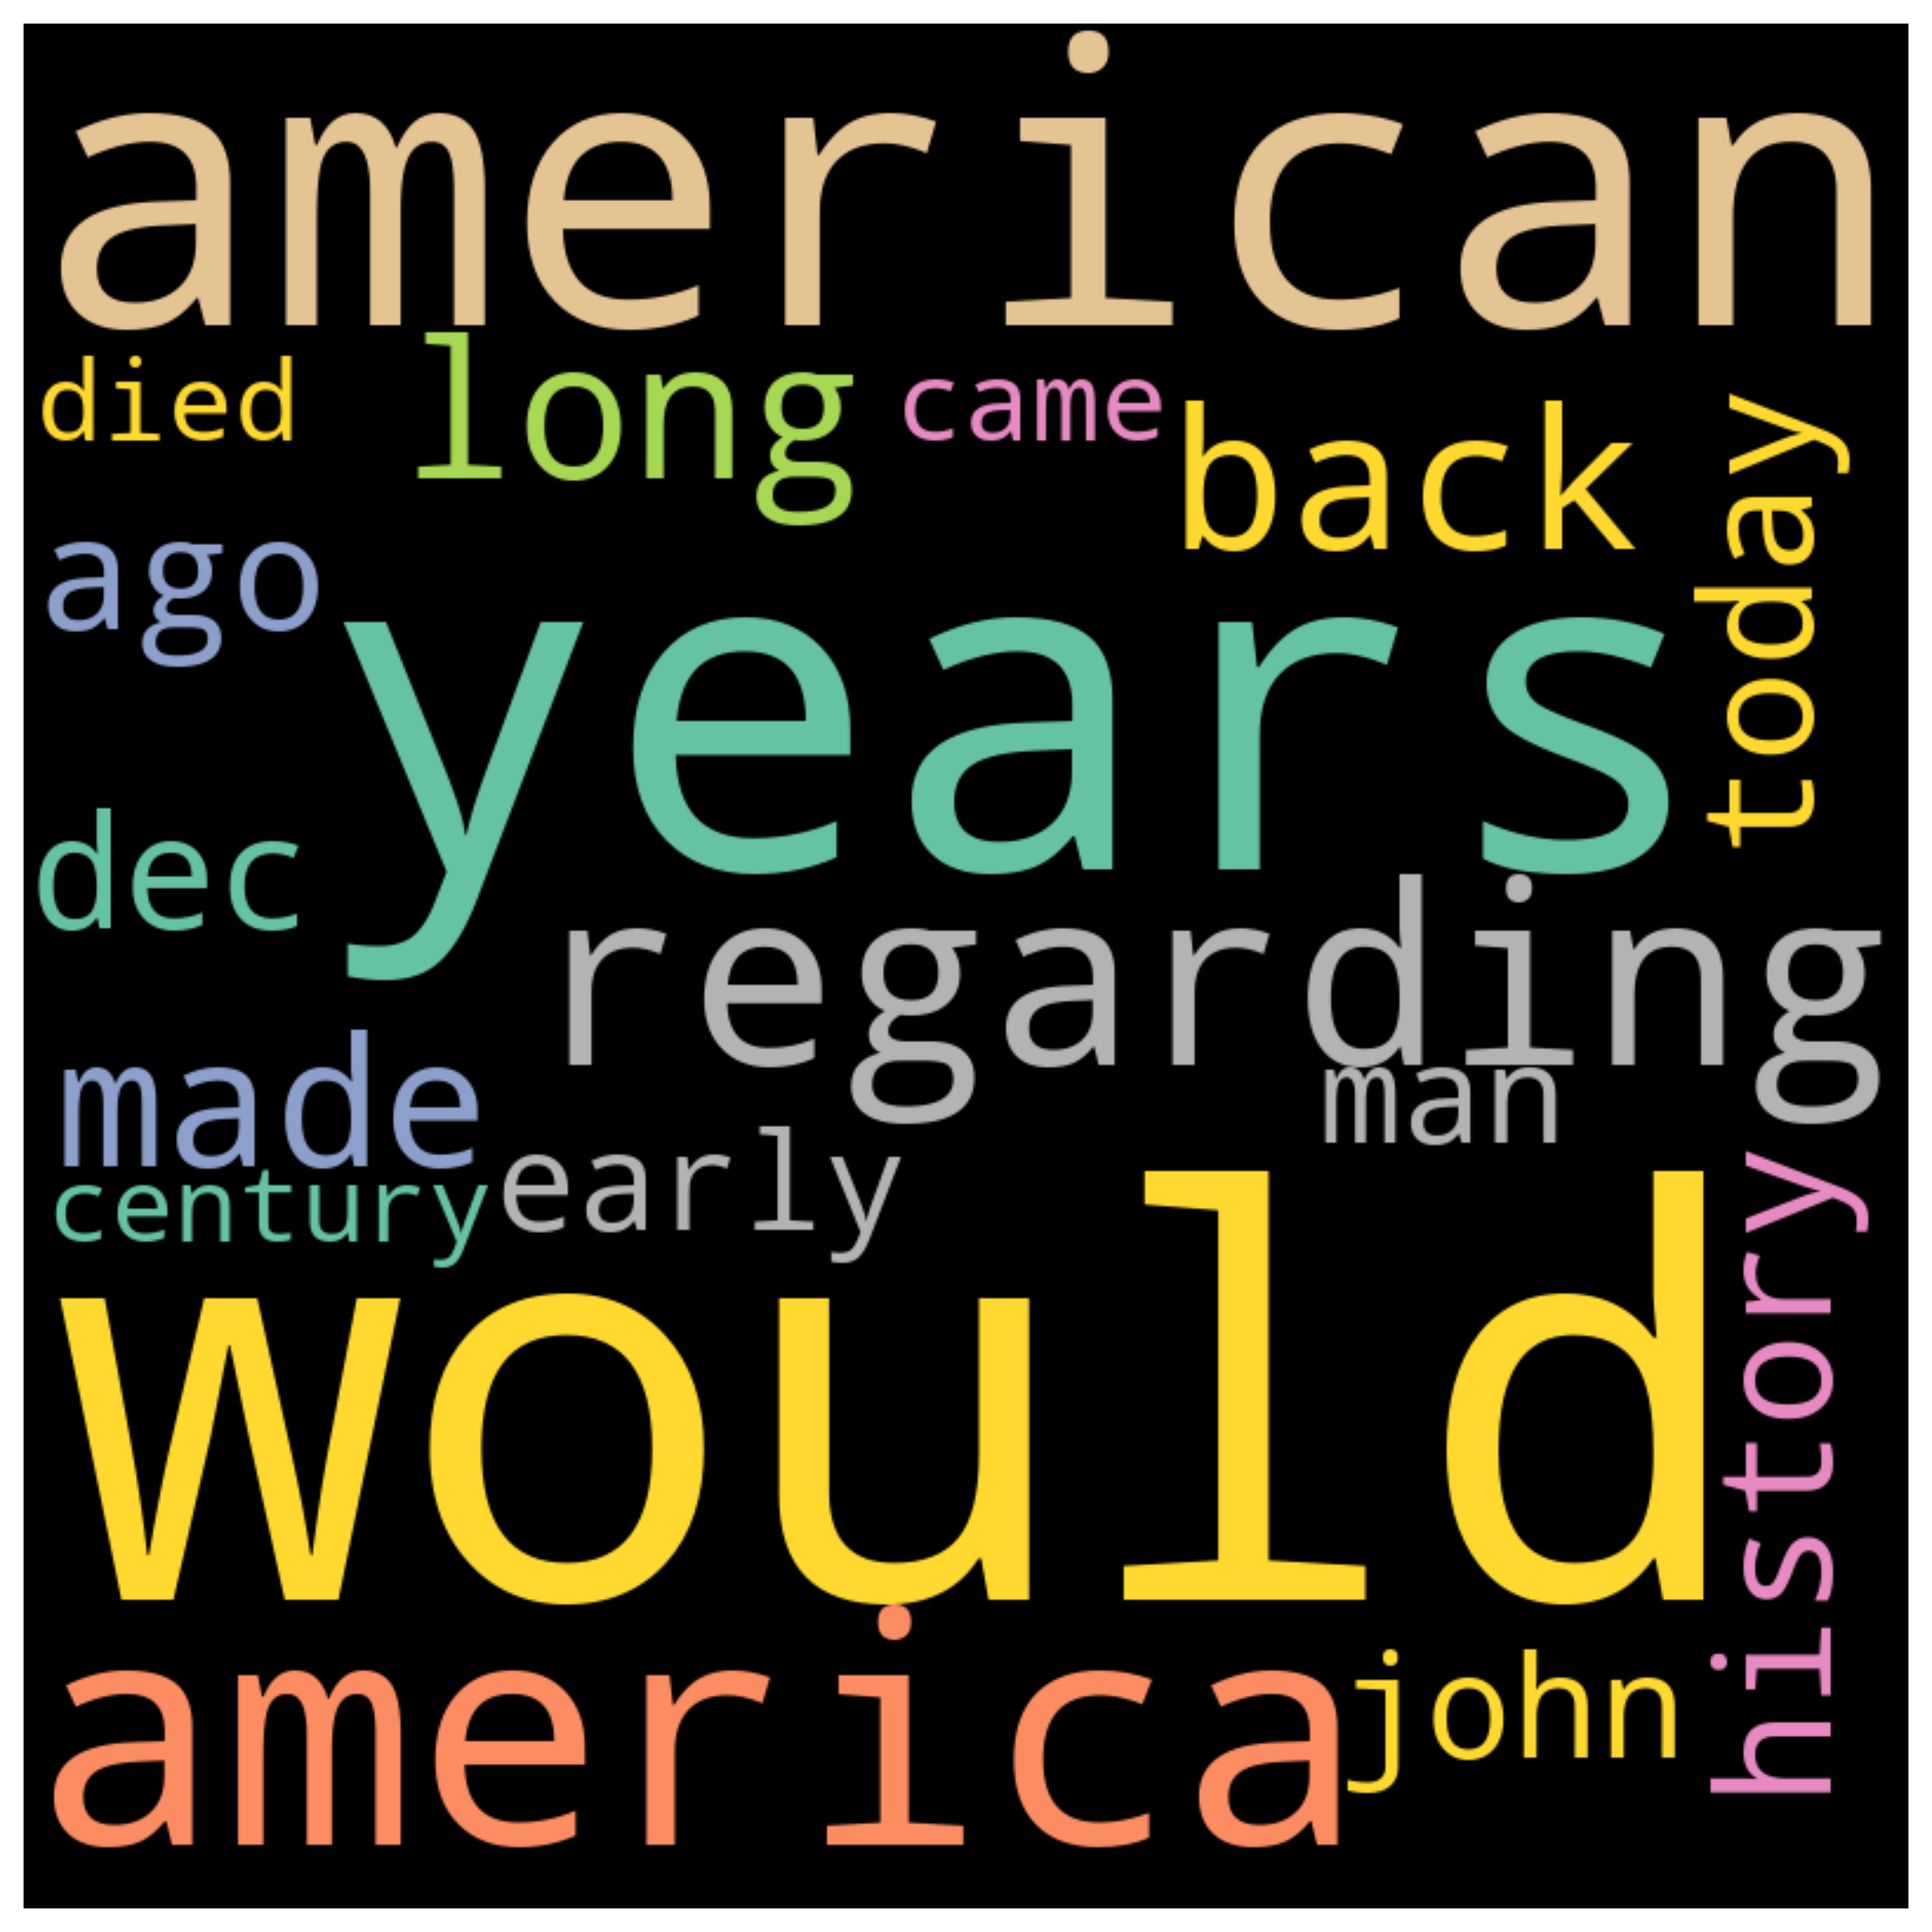 american
died
long
came
back
today
ago
years
dec
regarding
made
man
century
early
would
history
america
john